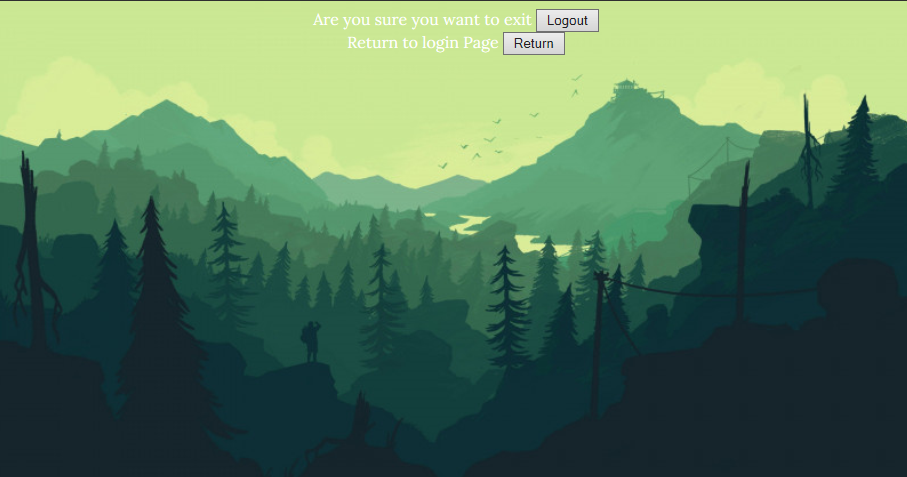 Are you sure you want to exit Logout
Return to login Page Return